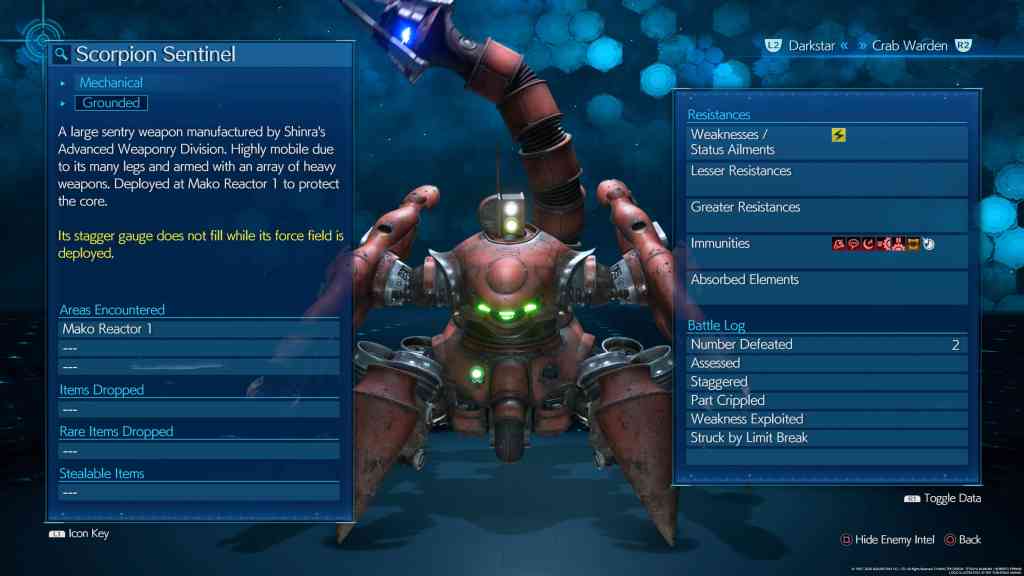 Scorpion Sentinel
Mechanical
Grounded
A large sentry weapon manufactured by Shinra's
Advanced Weaponry Division. Highly mobile due
to its many legs and armed with an array of heavy
weapons. Deployed at Mako Reactor 1 to protect
the core.
Its stagger gauge does not fill while its force field is
deployed.
Areas Encountered
Mako Reactor 1
---
---
Items Dropped
---
Rare Items Dropped
---
Stealable Items
---
L1 Icon Key
L2 Darkstar « » Crab Warden R2
Resistances
Weaknesses /
Status Ailments
Lesser Resistances
Greater Resistances
Immunities
Absorbed Elements
Battle Log
Number Defeated 2
Assessed
Staggered
Part Crippled
Weakness Exploited
Struck by Limit Break
R1 Toggle Data
Hide Enemy Intel Back